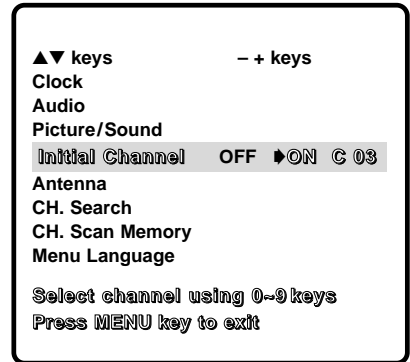 ▲▼ keys – + keys
Clock
Audio
Picture/Sound
Initial Channel OFF ➧ON C 03
Antenna
CH. Search
CH. Scan Memory
Menu Language
Select channel using 0~9 keys
Press MENU key to exit